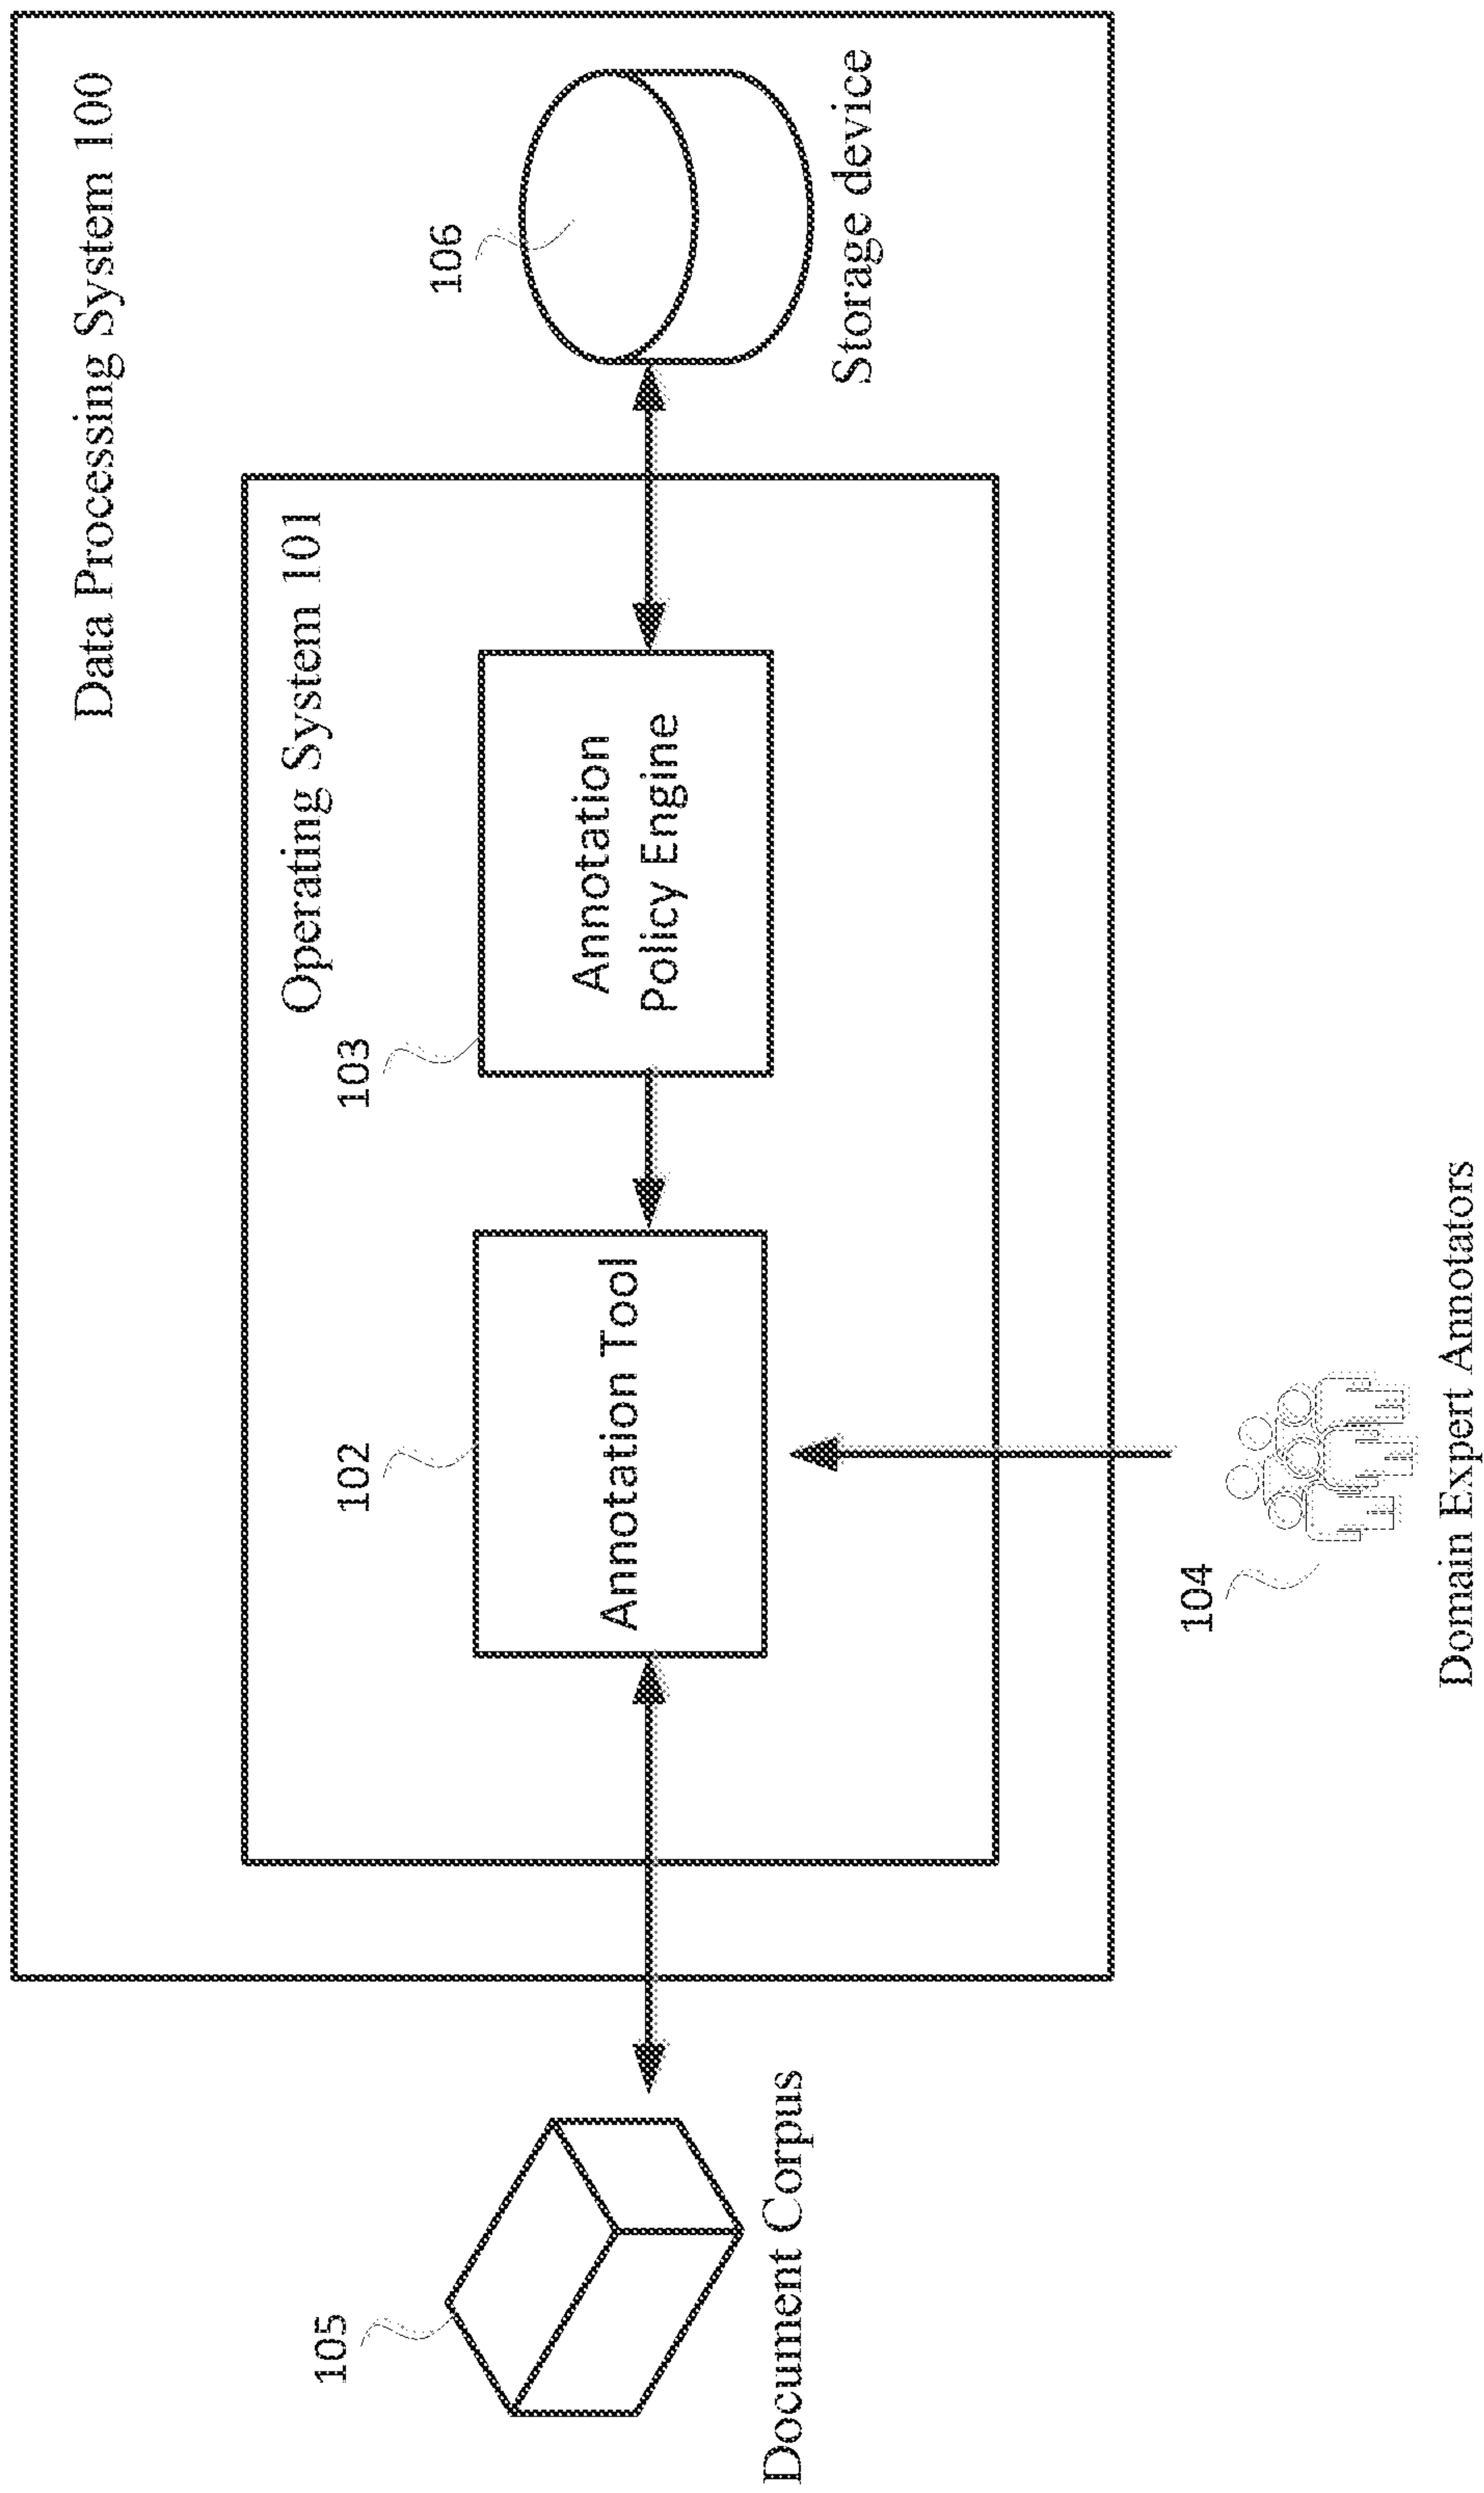 Data Processing System 100
Operating System 101
106
Storage device
103
Annotation
Policy Engine
102
Annotation Tool
105
Document Corpus
104
Domain Expert Annotators